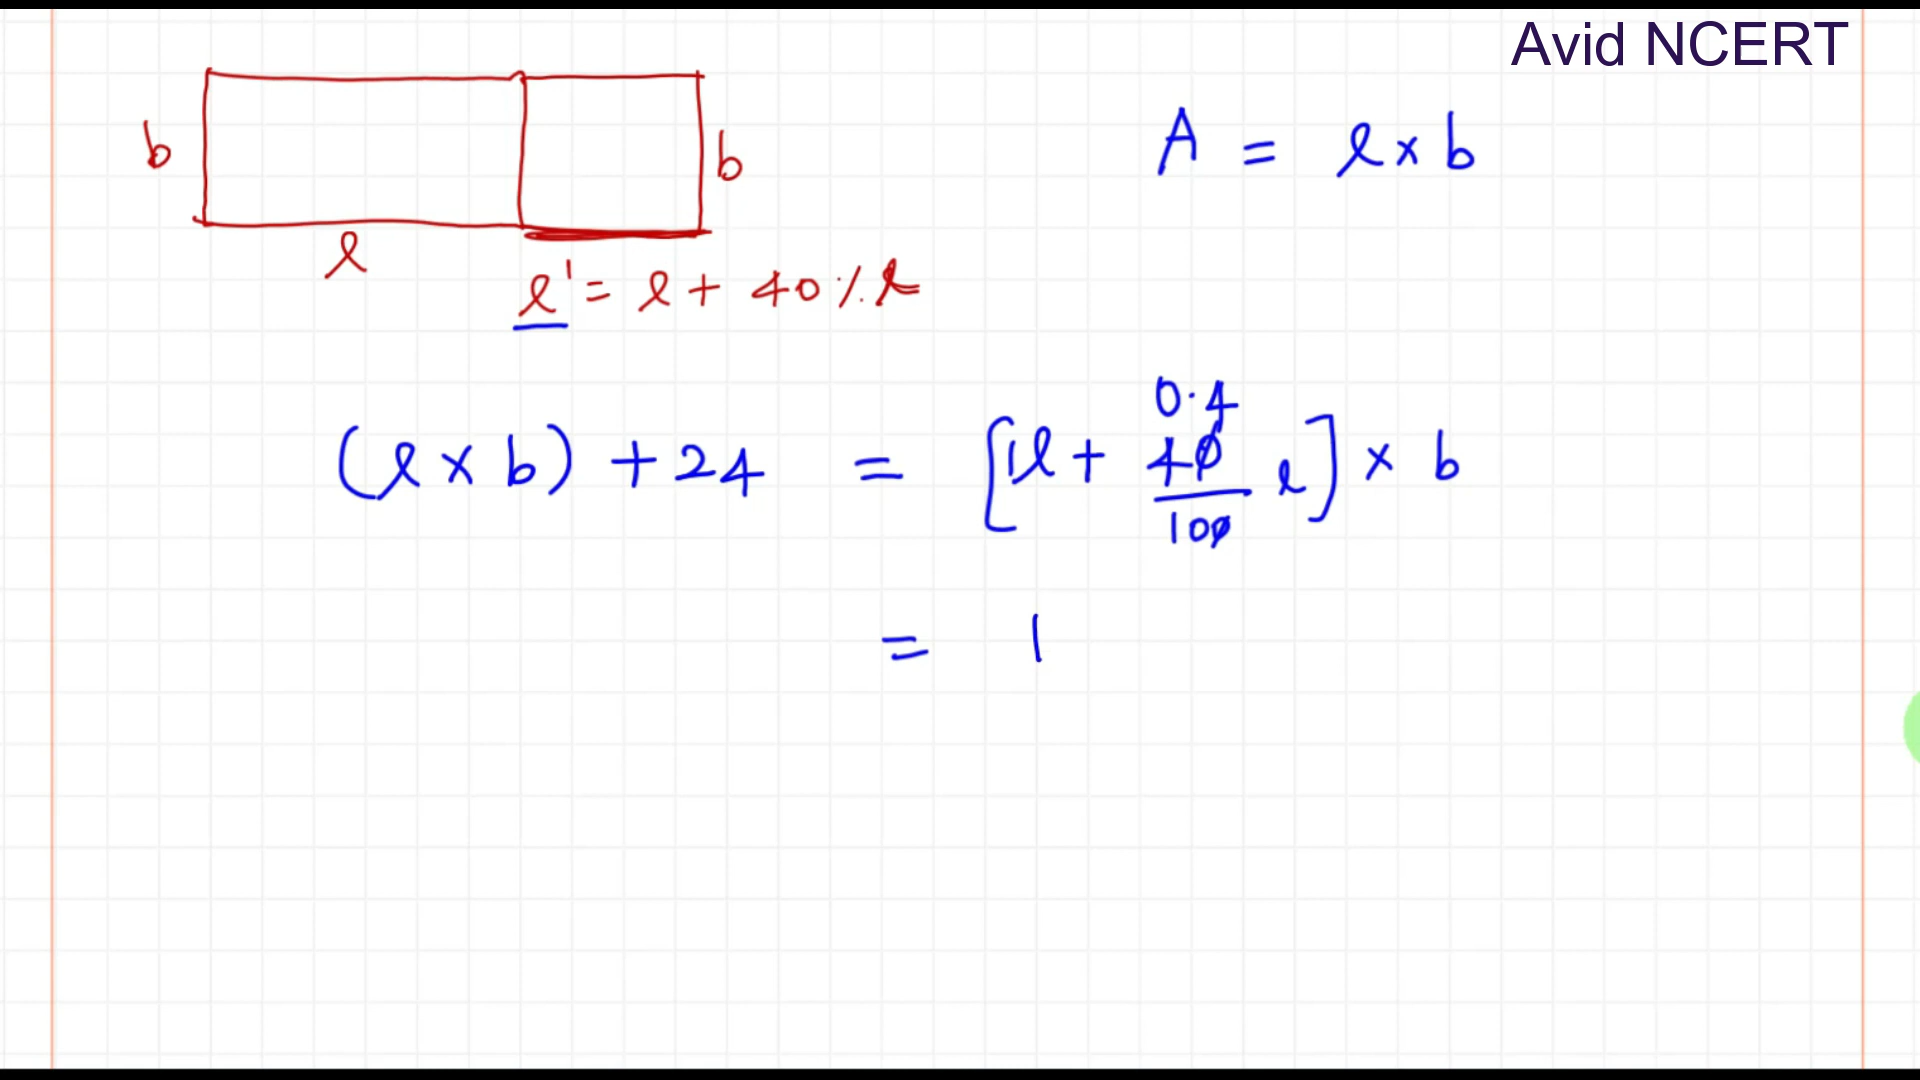 Avid NCERT
b
b
A = l × b
l
l' = l + 40 % l
(l × b) + 24 = [1l + 40/100 l] × b
0.4
= 1